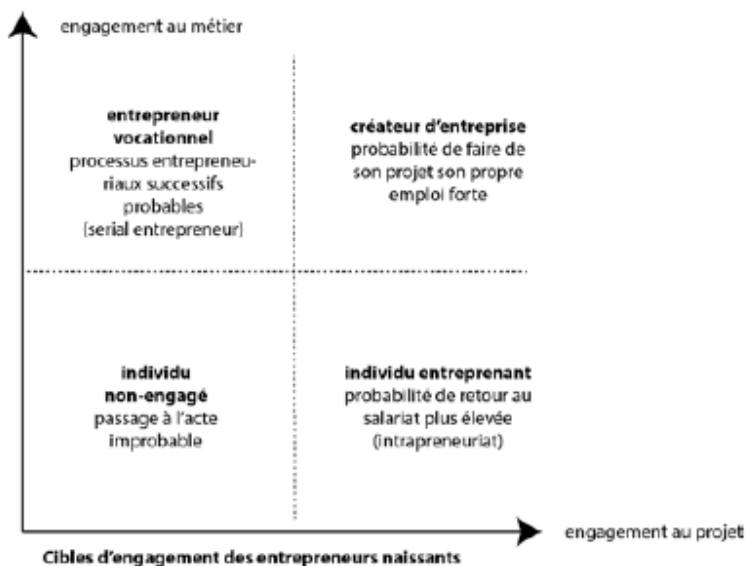 engagement au métier
entrepreneur
vocationnel
processus entrepreneu-
riaux successifs
probables
(serial entrepreneur)
créateur d'entreprise
probabilité de faire de
son projet son propre
emploi forte
individu
non-engagé
passage à l'acte
improbable
individu entreprenant
probabilité de retour au
salariat plus élevée
(intrapreneuriat)
engagement au projet
Cibles d'engagement des entrepreneurs naissants